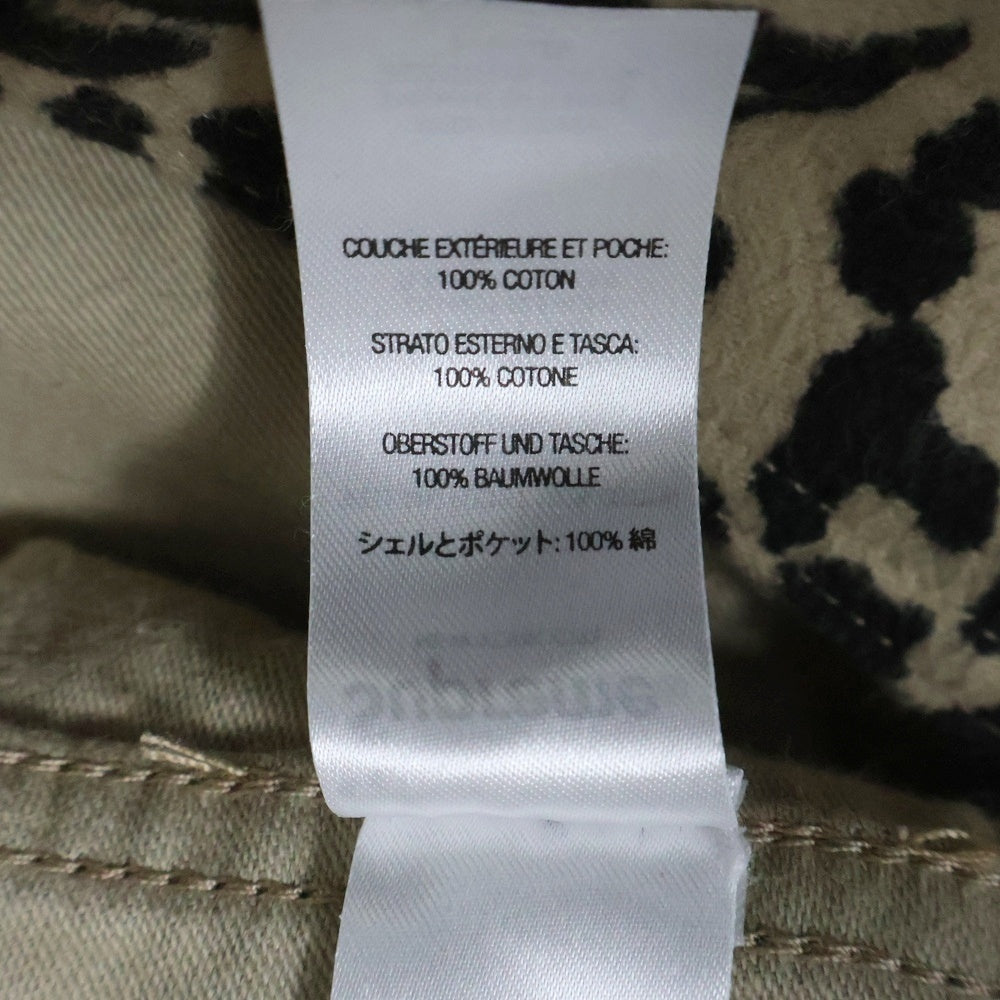 COUCHE EXTÉRIEURE ET POCHE:
100% COTON
STRATO ESTERNO E TASCA:
100% COTONE
OBERSTOFF UND TASCHE:
100% BAUMWOLLE
シェルとポケット: 100% 綿